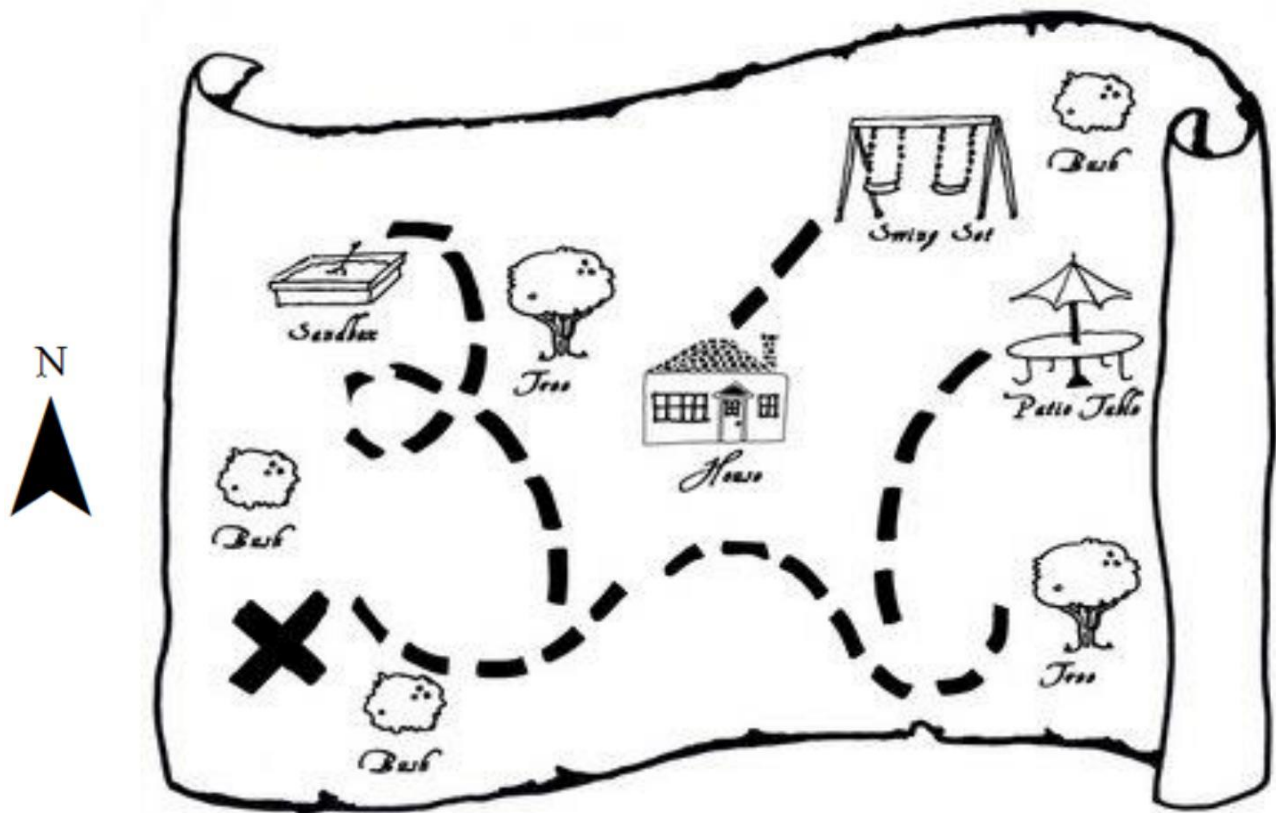 Bush
Swing Set
Sandbox
N
Tree
Patio Table
House
Bush
Tree
Bush